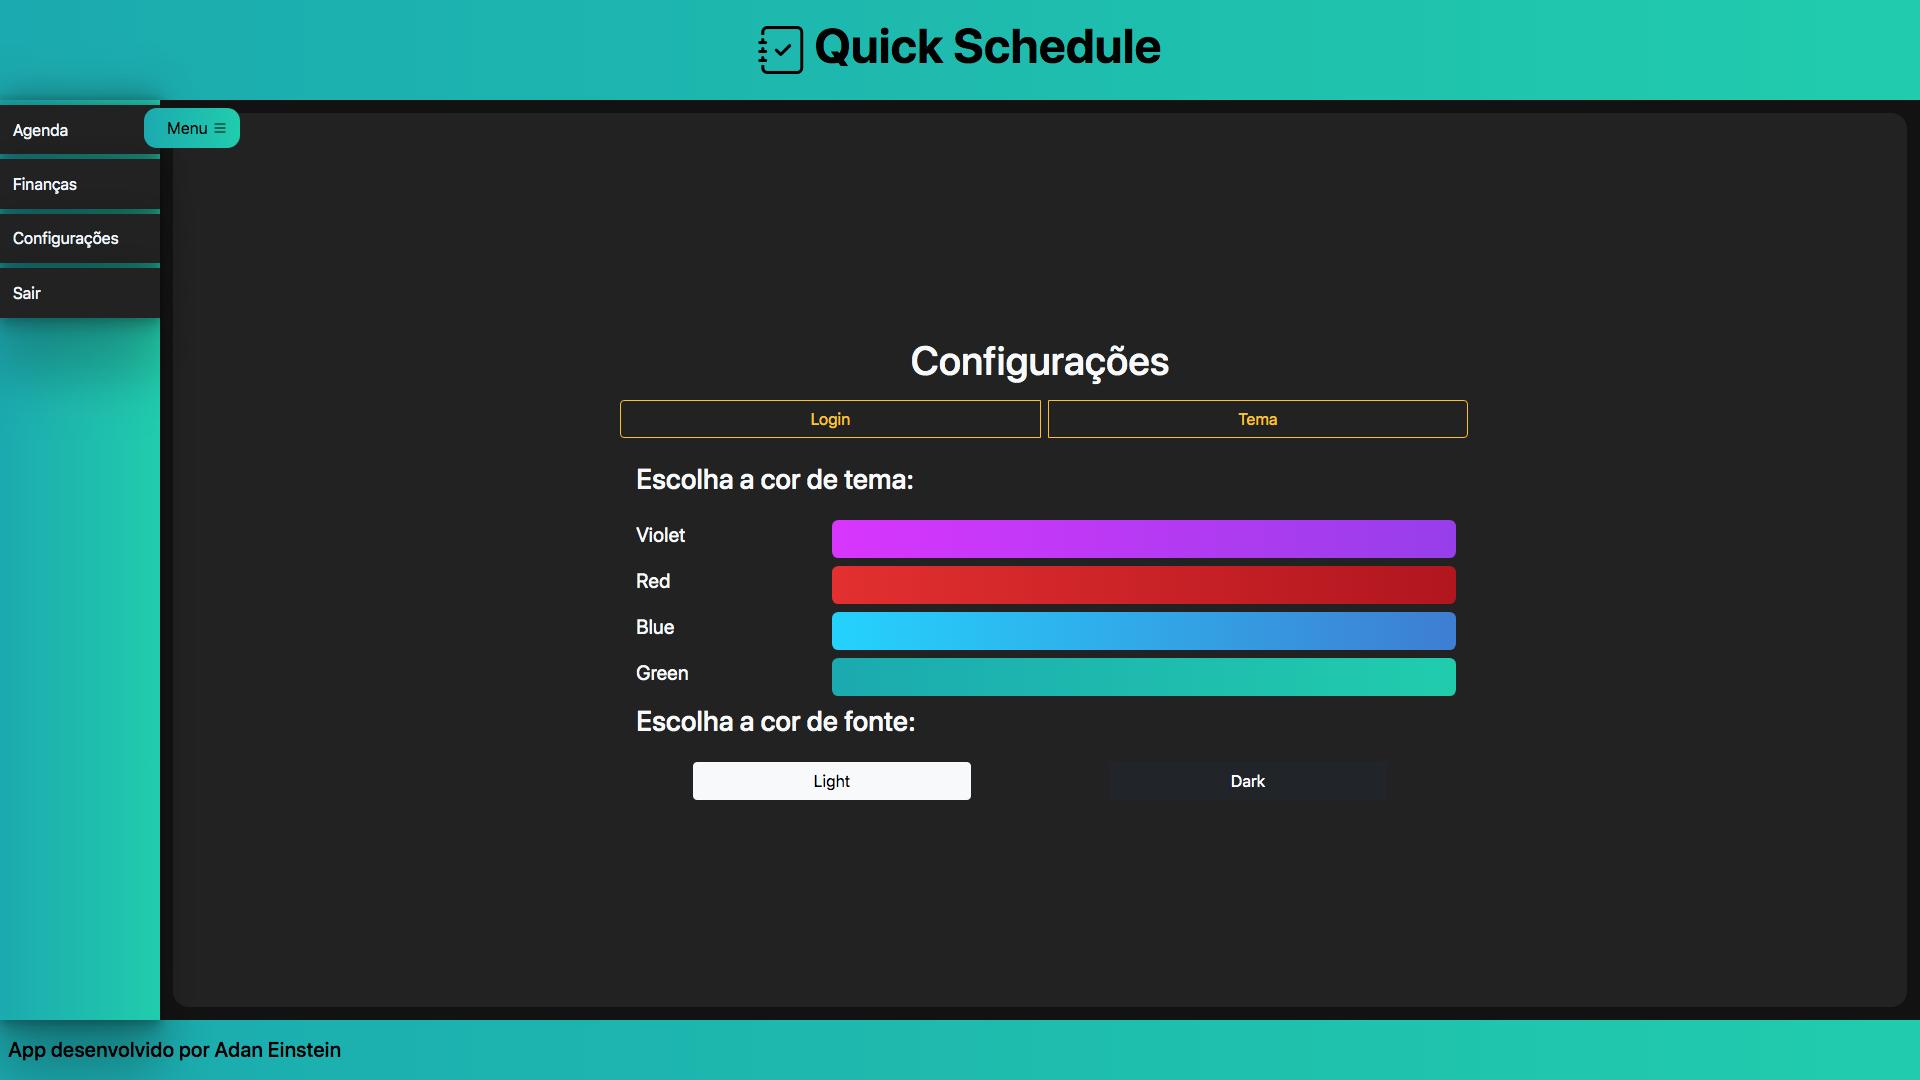 Quick Schedule
Agenda
Menu
Finanças
Configurações
Sair
Configurações
Login
Tema
Escolha a cor de tema:
Violet
Red
Blue
Green
Escolha a cor de fonte:
Light
Dark
App desenvolvido por Adan Einstein